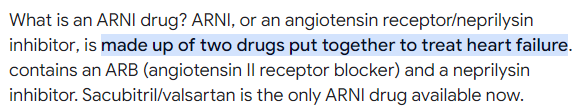 What is an ARNI drug? ARNI, or an angiotensin receptor/neprilysin
inhibitor, is made up of two drugs put together to treat heart failure.
contains an ARB (angiotensin II receptor blocker) and a neprilysin
inhibitor. Sacubitril/valsartan is the only ARNI drug available now.